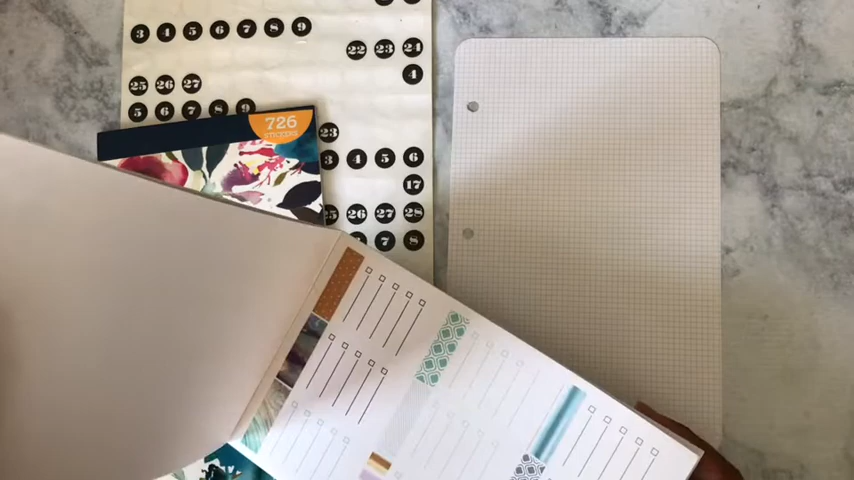 3 4 5 6 7 8 9
22 23 24
4
25 26 27
5 6 7 8 9
726
STICKERS
23
3 4 5 6
17
25 26 27 28
7 8